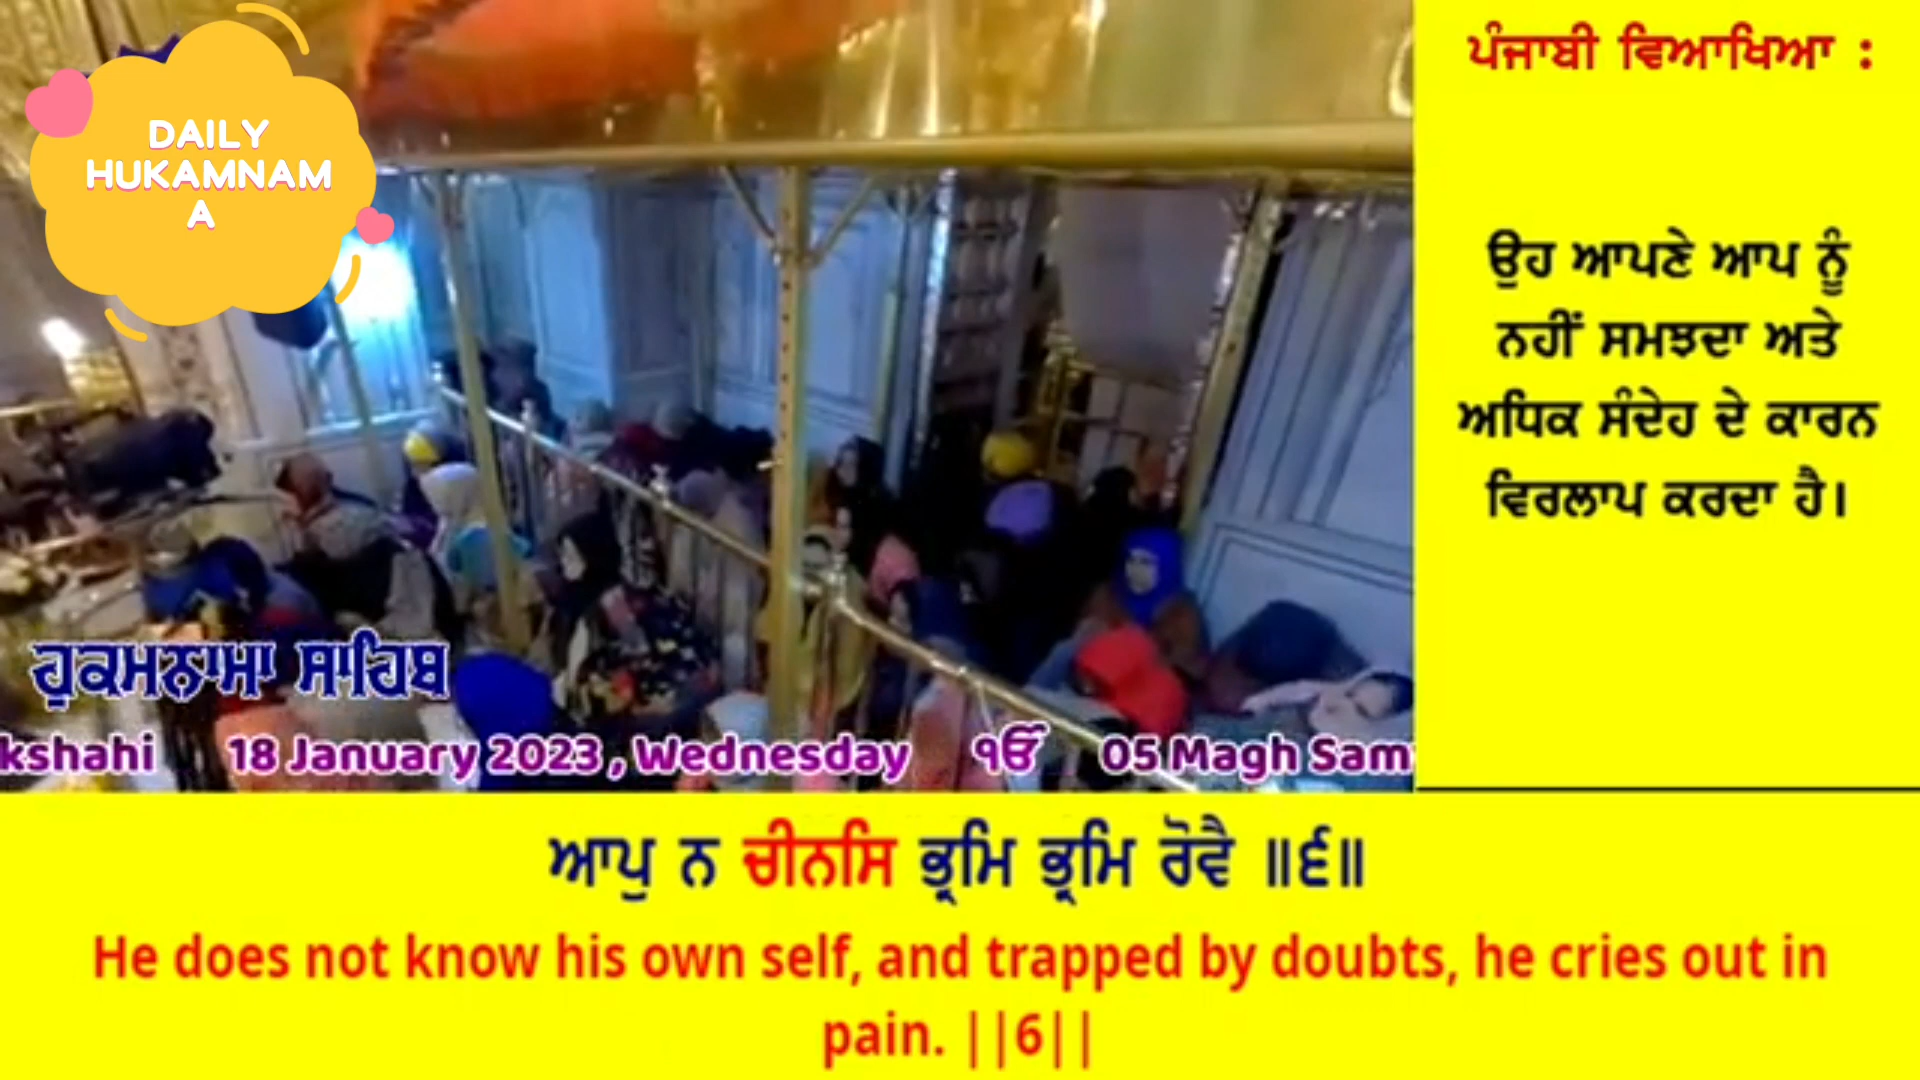 DAILY
HUKAMNAM
A
ਪੰਜਾਬੀ ਵਿਆਖਿਆ :
ਉਹ ਆਪਣੇ ਆਪ ਨੂੰ
ਨਹੀਂ ਸਮਝਦਾ ਅਤੇ
ਅਧਿਕ ਸੰਦੇਹ ਦੇ ਕਾਰਨ
ਵਿਰਲਾਪ ਕਰਦਾ ਹੈ।
ਹੁਕਮਨਾਮਾ ਸਾਹਿਬ
kshahi 18 January 2023 , Wednesday ੴ 05 Magh Sam
ਆਪੁ ਨ ਚੀਨਸਿ ਭ੍ਰਮਿ ਭ੍ਰਮਿ ਰੋਵੈ ॥੬॥
He does not know his own self, and trapped by doubts, he cries out in
pain. ||6||